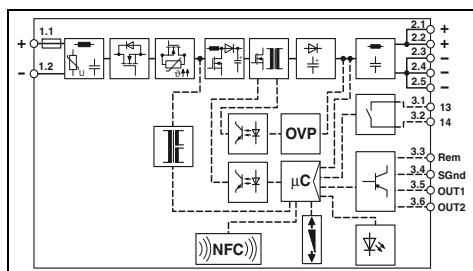 1.1
+
1.2
−
U
ϑ
2.1
+
2.2
+
2.3
−
2.4
−
2.5
−
OVP
μC
NFC
3.1
13
3.2
14
3.3
Rem
3.4
SGnd
3.5
OUT1
3.6
OUT2